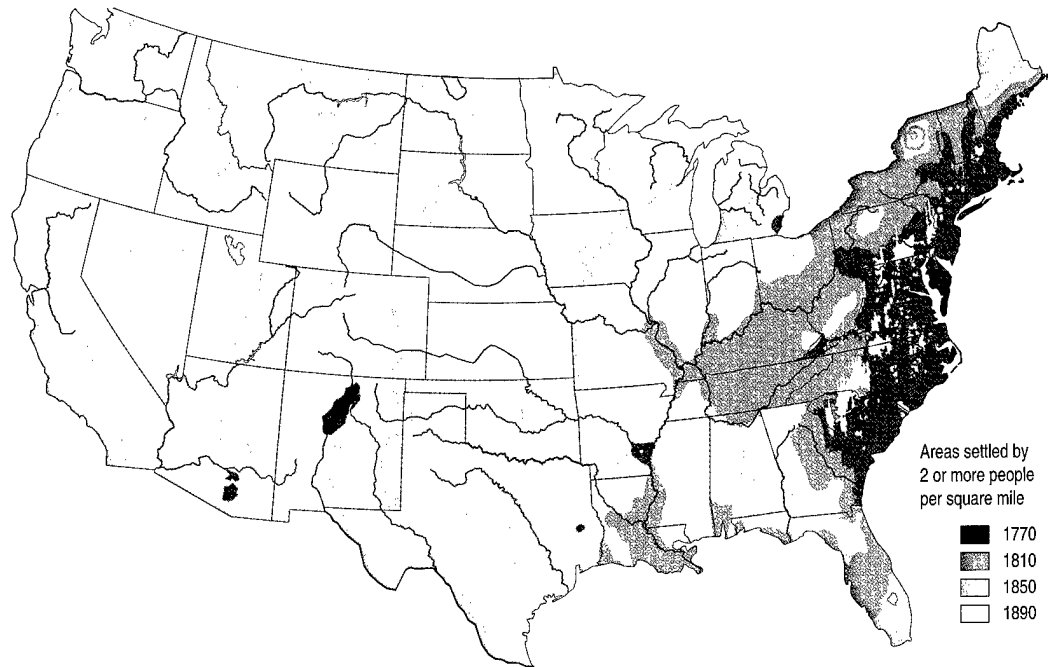 Areas settled by
2 or more people
per square mile
1770
1810
1850
1890